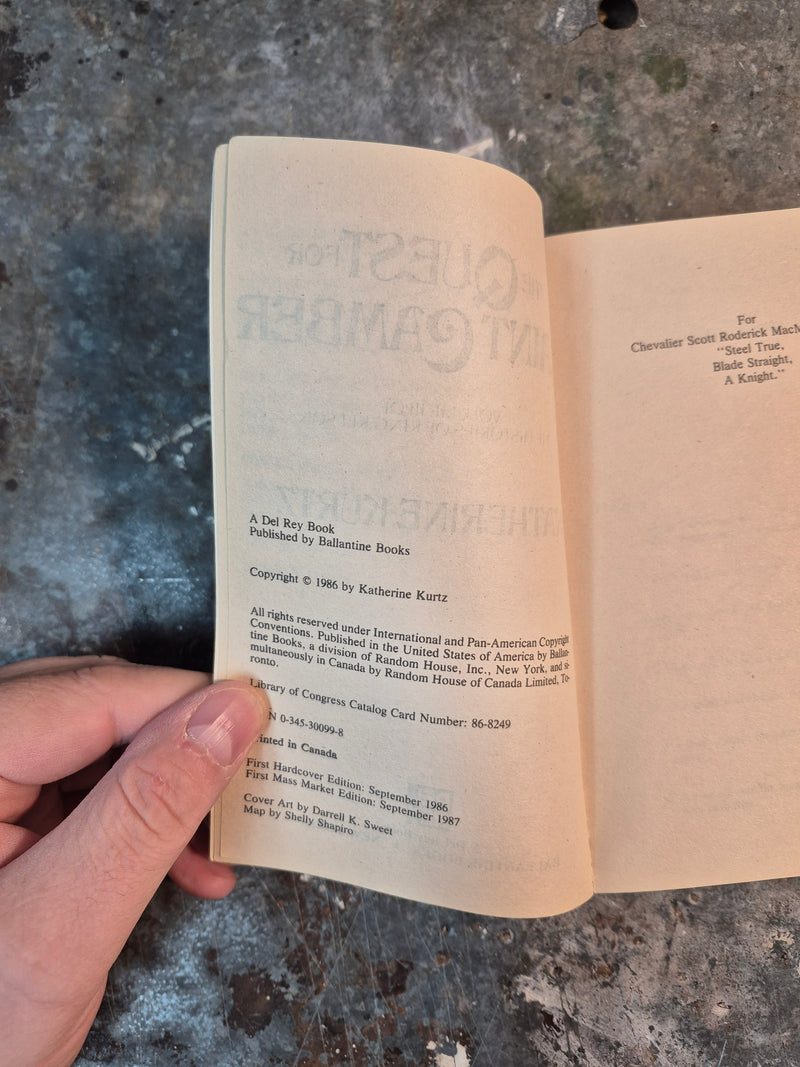 A Del Rey Book
Published by Ballantine Books
Copyright © 1986 by Katherine Kurtz
All rights reserved under International and Pan-American Copyright
Conventions. Published in the United States of America by Ballan-
tine Books, a division of Random House, Inc., New York, and si-
multaneously in Canada by Random House of Canada Limited, To-
ronto.
Library of Congress Catalog Card Number: 86-8249
N 0-345-30099-8
inted in Canada
First Hardcover Edition: September 1986
First Mass Market Edition: September 1987
Cover Art by Darrell K. Sweet
Map by Shelly Shapiro
For
Chevalier Scott Roderick
"Steel True,
Blade Straight,
A Knight."